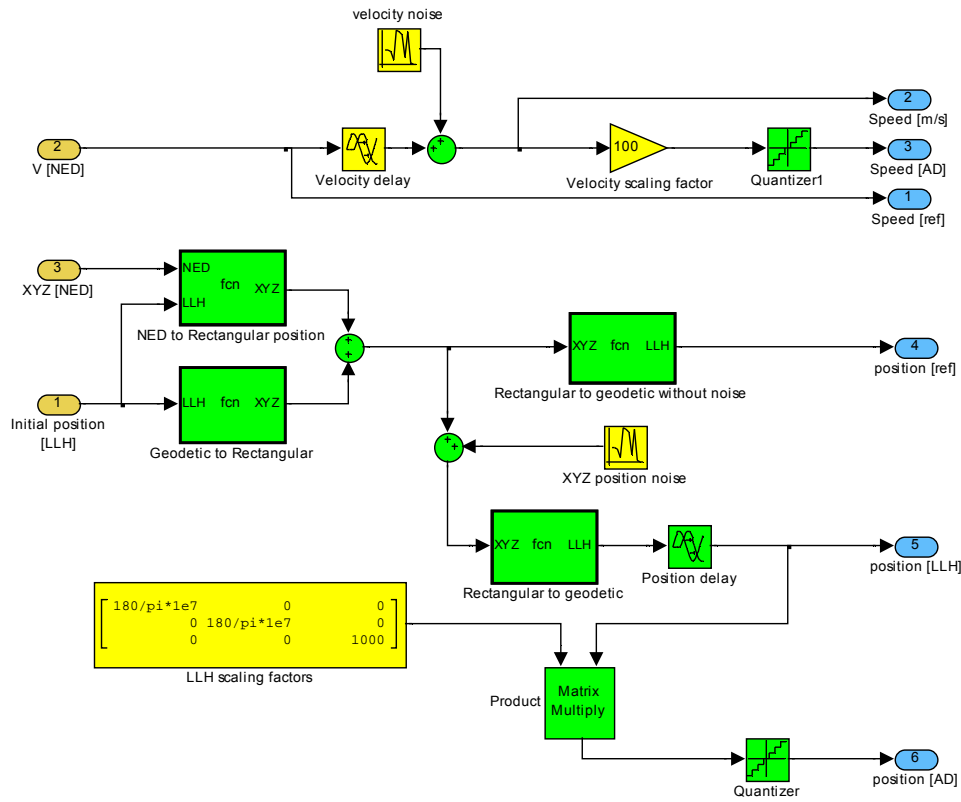 velocity noise
2
Speed [m/s]
2
V [NED]
Velocity delay
+
+
100
Velocity scaling factor
Quantizer1
3
Speed [AD]
1
Speed [ref]
3
XYZ [NED]
NED
fcn
XYZ
LLH
NED to Rectangular position
+
+
XYZ fcn LLH
Rectangular to geodetic without noise
4
position [ref]
1
Initial position
[LLH]
LLH fcn XYZ
Geodetic to Rectangular
+
+
XYZ position noise
XYZ fcn LLH
Rectangular to geodetic
Position delay
5
position [LLH]
180/pi*1e7 0 0
0 180/pi*1e7 0
0 0 1000
LLH scaling factors
Product
Matrix
Multiply
Quantizer
6
position [AD]